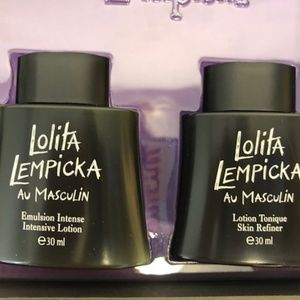 Lolita
LEMPICKA
AU MASCULIN
Emulsion Intense
Intensive Lotion
℮30 ml
Lolita
LEMPICKA
AU MASCULIN
Lotion Tonique
Skin Refiner
℮30 ml